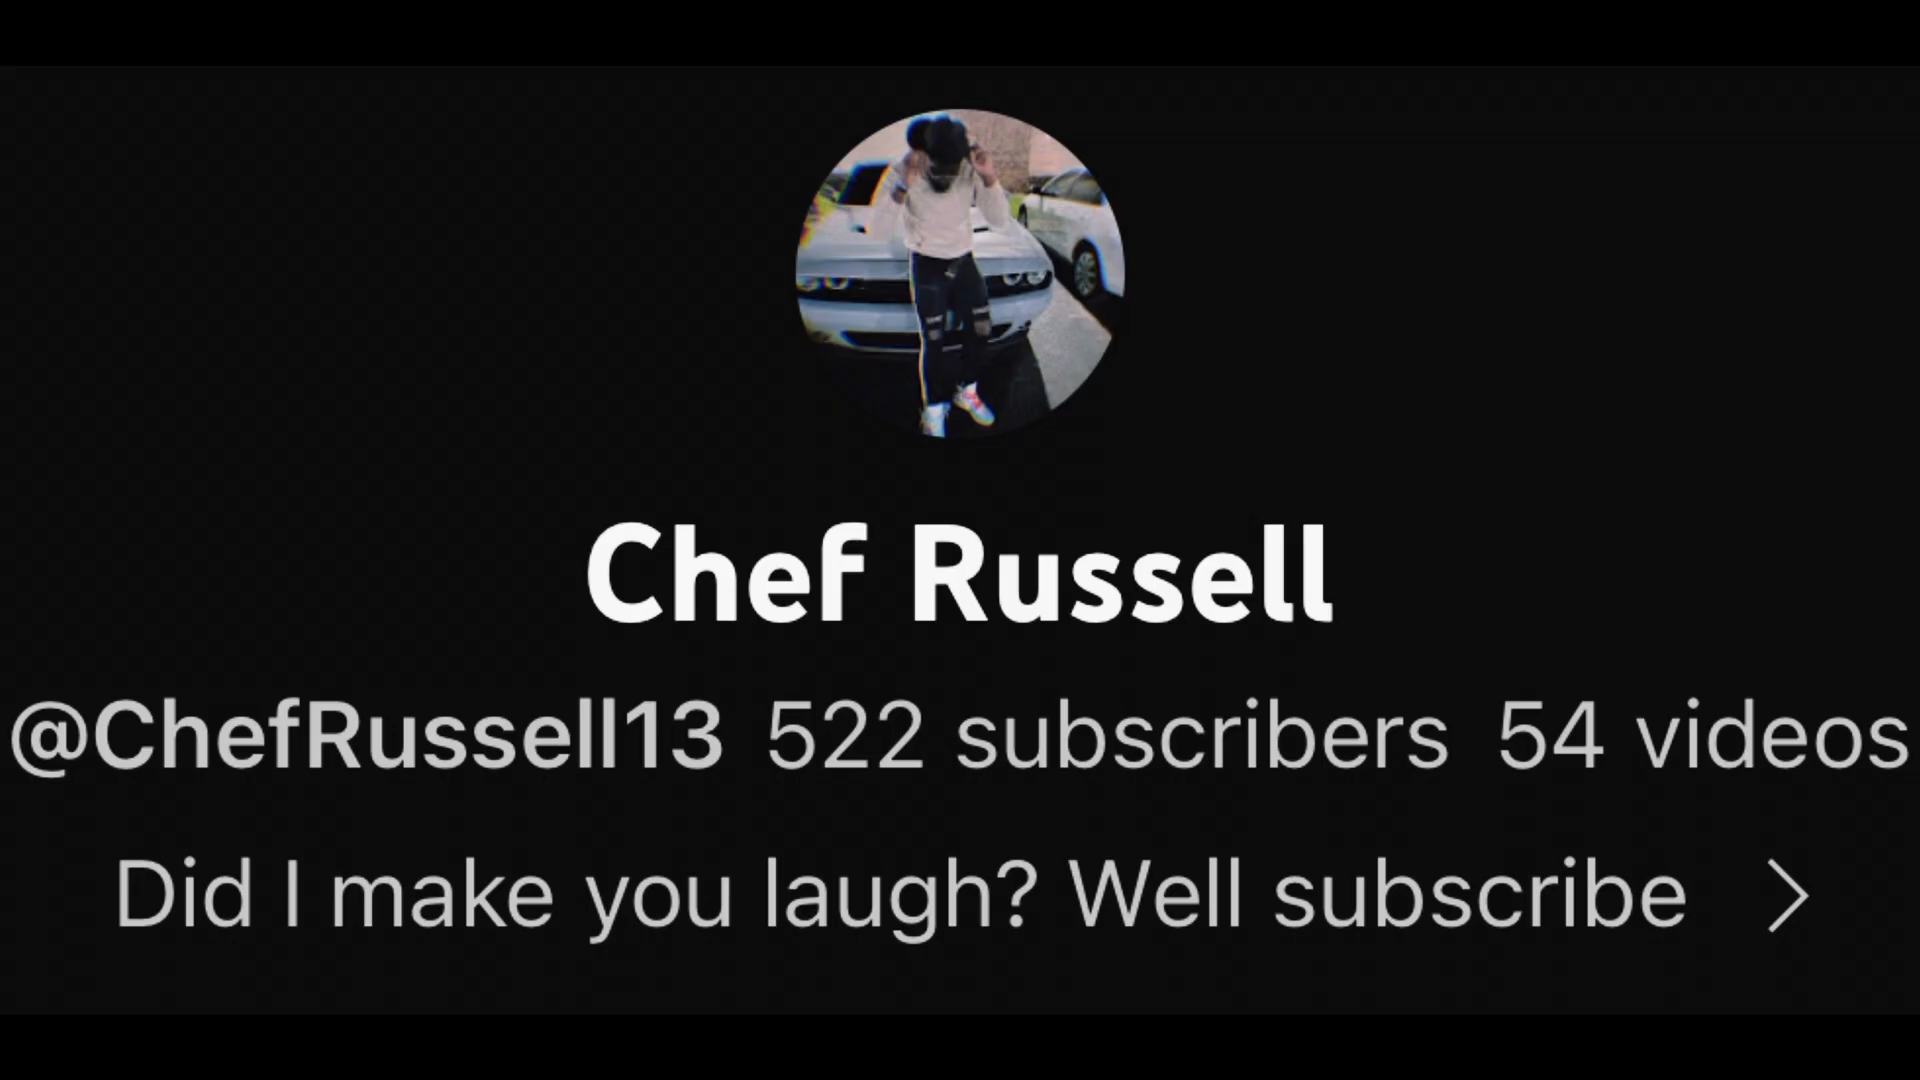 Chef Russell
@ChefRussell13 522 subscribers 54 videos
Did I make you laugh? Well subscribe >